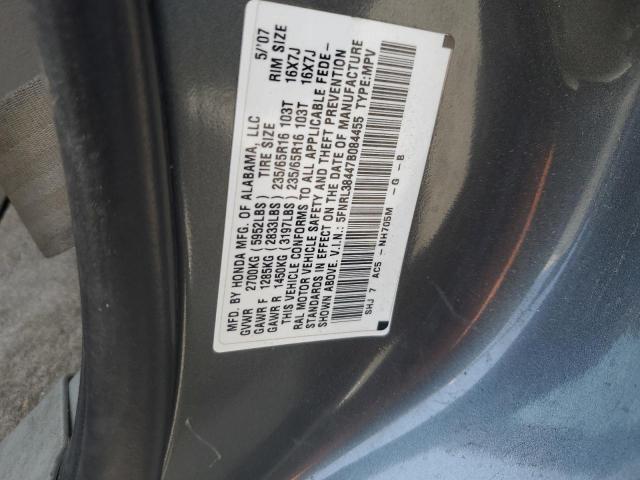 MFD. BY HONDA MFG. OF ALABAMA, LLC 5/'07
GVWR 2700KG (5952LBS) TIRE SIZE RIM SIZE
GAWR F 1285KG (2833LBS) 235/65R16 103T 16X7J
GAWR R 1450KG (3197LBS) 235/65R16 103T 16X7J
THIS VEHICLE CONFORMS TO ALL APPLICABLE FEDE-
RAL MOTOR VEHICLE SAFETY AND THEFT PREVENTION
STANDARDS IN EFFECT ON THE DATE OF MANUFACTURE
SHOWN ABOVE. V.I.N.: 5FNRL38447B084455 TYPE:MPV
SHJ 7 AC5 - NH705M - G - B